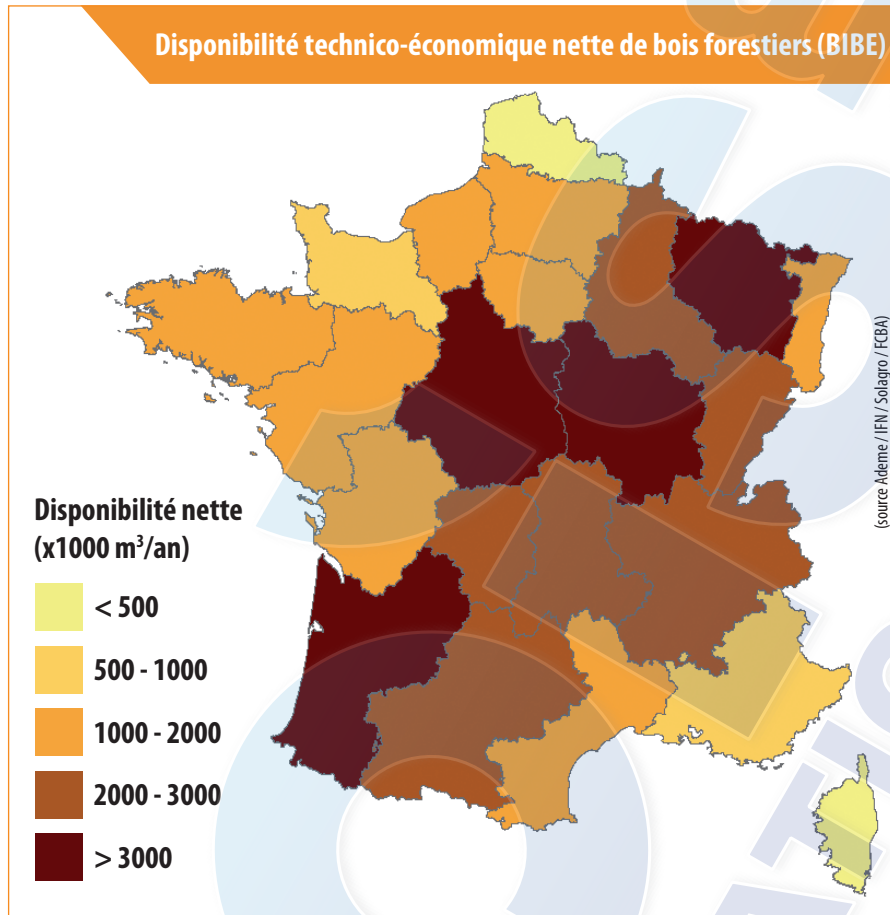 Disponibilité technico-économique nette de bois forestiers (BIBE)
Disponibilité nette
(x1000 m³/an)
< 500
500 - 1000
1000 - 2000
2000 - 3000
> 3000
(source Ademe / IFN / Solagro / FCBA)